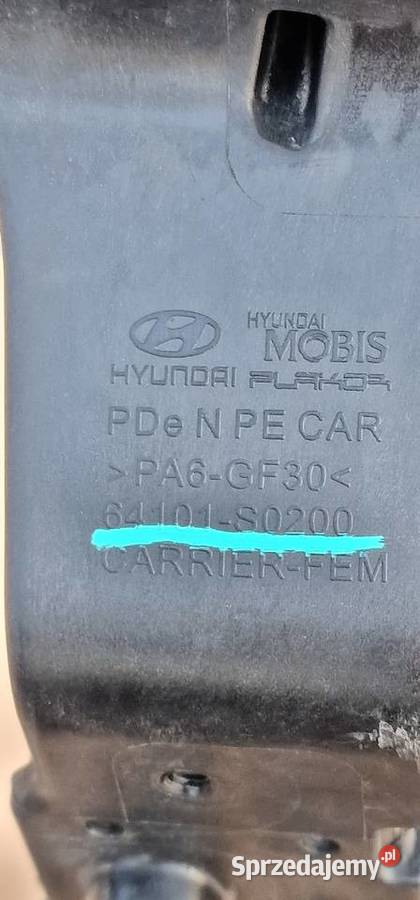 HYUNDAI
MOBIS
HYUNDAI PLAKOR
PDe N PE CAR
>PA6-GF30<
64101-S0200
CARRIER-FEM
Sprzedajemy.pl